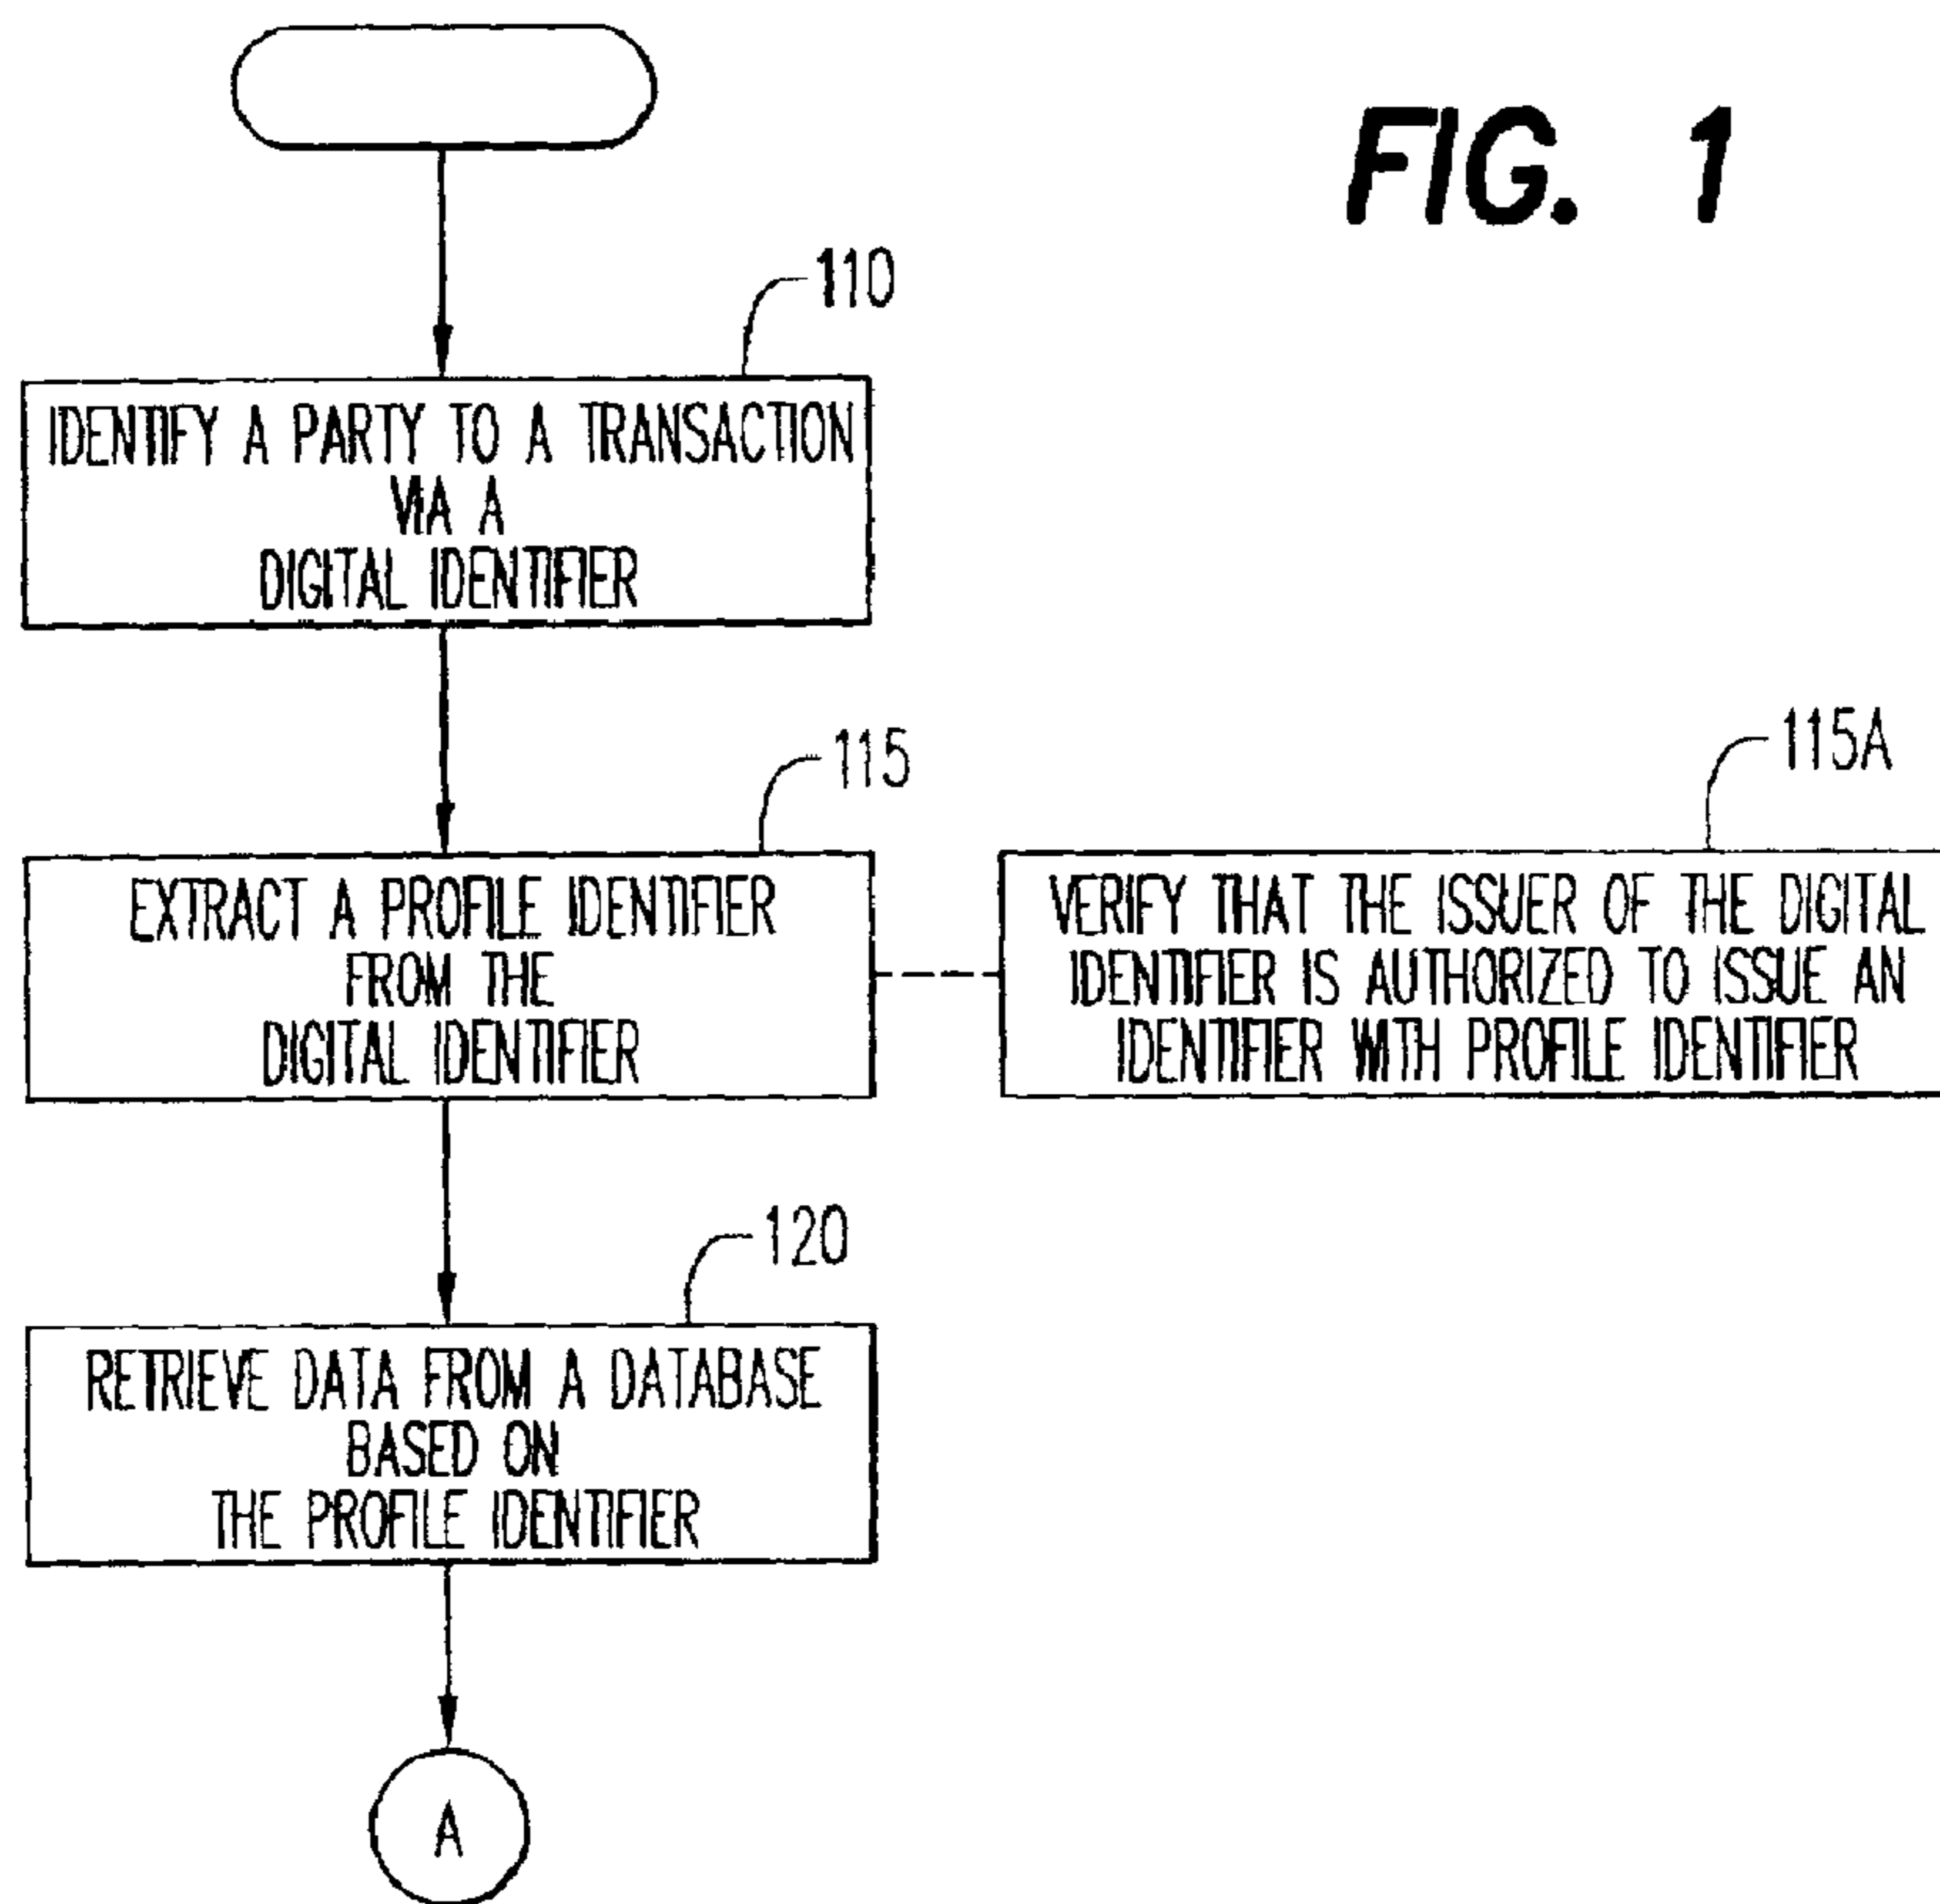 FIG. 1
110
IDENTIFY A PARTY TO A TRANSACTION
VIA A
DIGITAL IDENTIFIER
115
EXTRACT A PROFILE IDENTIFIER
FROM THE
DIGITAL IDENTIFIER
115A
VERIFY THAT THE ISSUER OF THE DIGITAL
IDENTIFIER IS AUTHORIZED TO ISSUE AN
IDENTIFIER WITH PROFILE IDENTIFIER
120
RETRIEVE DATA FROM A DATABASE
BASED ON
THE PROFILE IDENTIFIER
A